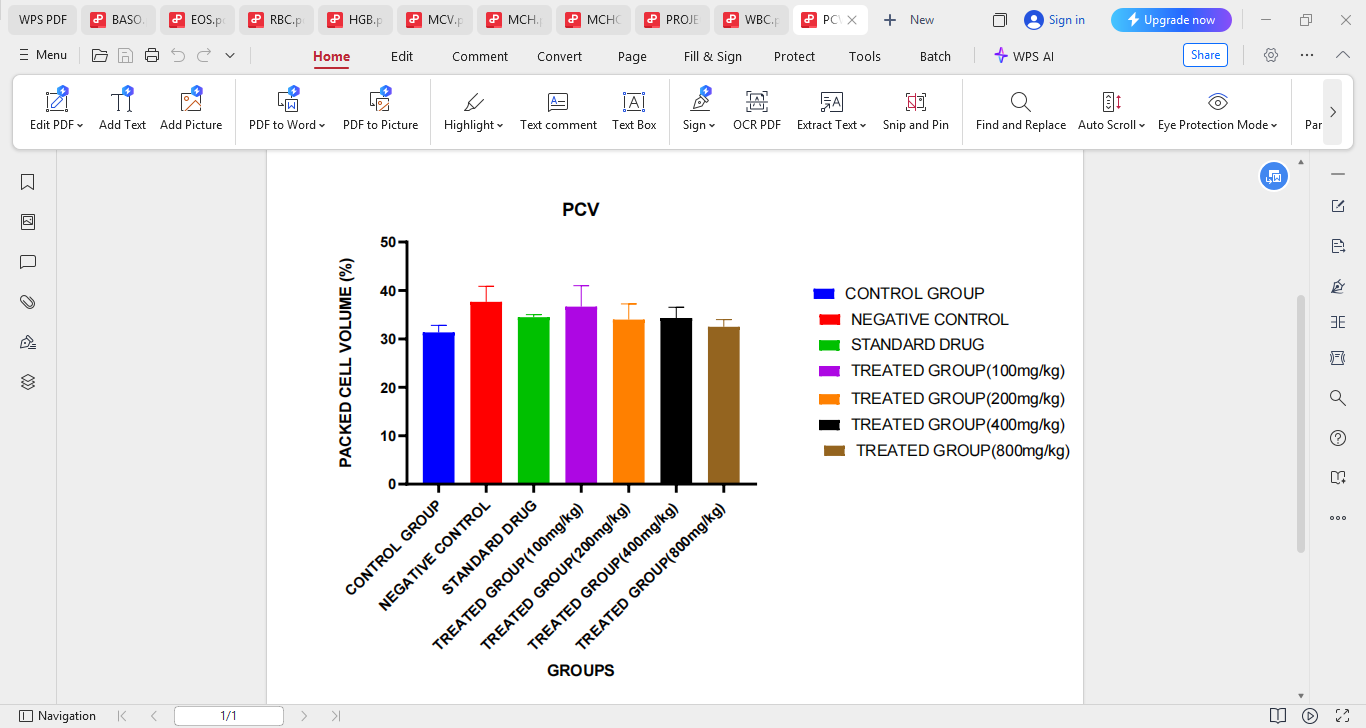 WPS PDF BASO. EOS.p RBC.p HGB.p MCV.p MCH. MCHC PROJE WBC.p PCV New Sign in Upgrade now
Menu Home Edit Comment Convert Page Fill & Sign Protect Tools Batch WPS AI Share
Edit PDF Add Text Add Picture PDF to Word PDF to Picture Highlight Text comment Text Box Sign OCR PDF Extract Text Snip and Pin Find and Replace Auto Scroll Eye Protection Mode Par
PCV
PACKED CELL VOLUME (%)
50
40
30
20
10
0
CONTROL GROUP
NEGATIVE CONTROL
STANDARD DRUG
TREATED GROUP(100mg/kg)
TREATED GROUP(200mg/kg)
TREATED GROUP(400mg/kg)
TREATED GROUP(800mg/kg)
GROUPS
CONTROL GROUP
NEGATIVE CONTROL
STANDARD DRUG
TREATED GROUP(100mg/kg)
TREATED GROUP(200mg/kg)
TREATED GROUP(400mg/kg)
TREATED GROUP(800mg/kg)
Navigation 1/1